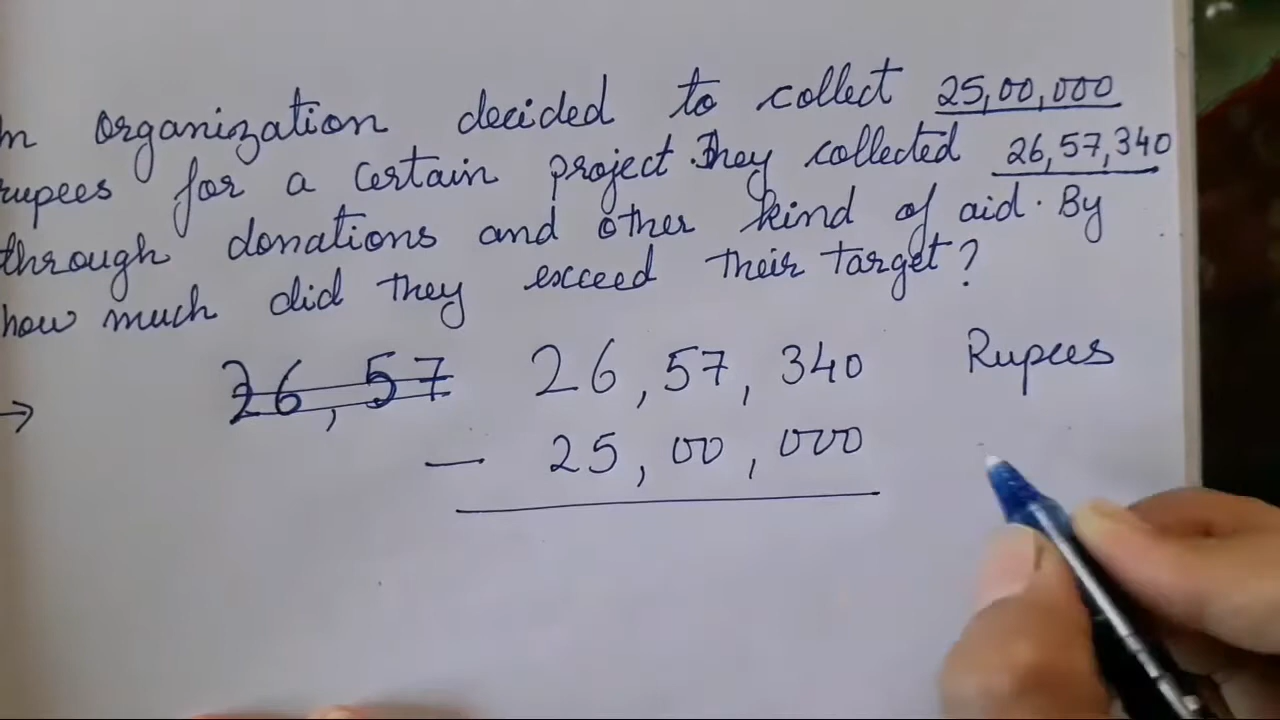 n organization decided to collect 25,00,000
rupees for a certain project. They collected 26,57,340
through donations and other kind of aid. By
how much did they exceed their target?
→ 26,57 26,57,340 Rupees
— 25,00,000